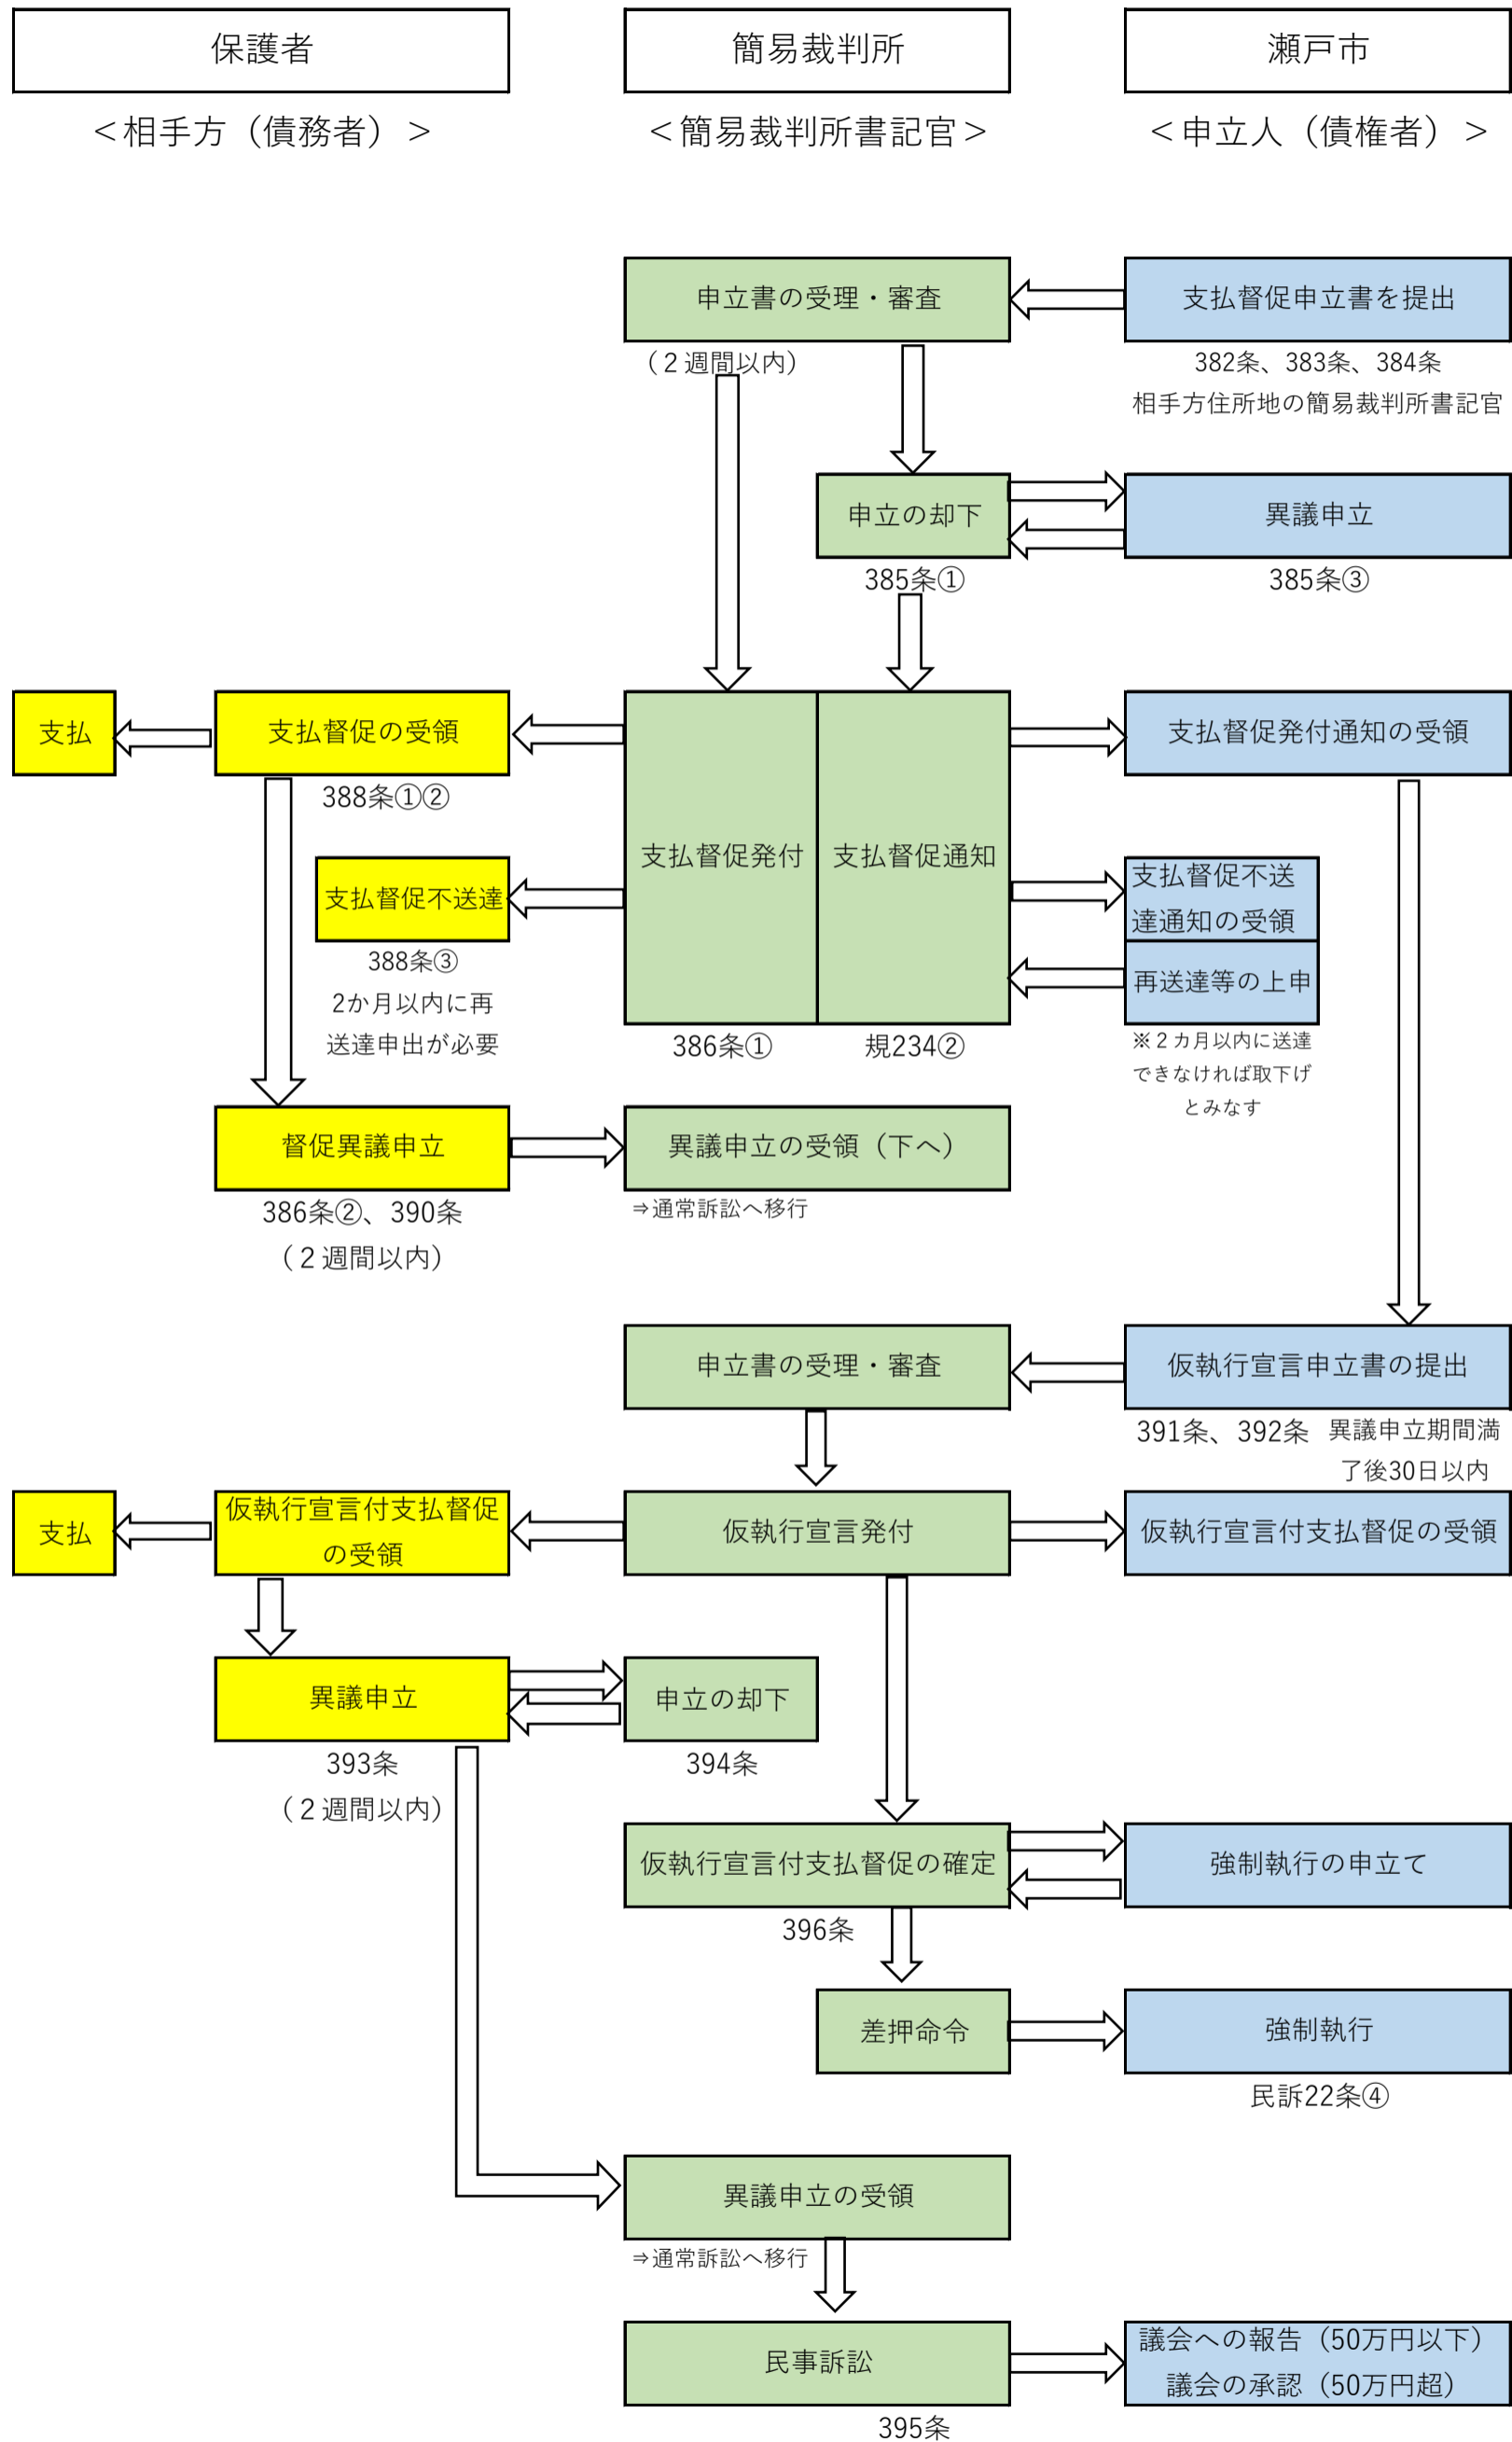 保護者
簡易裁判所
瀬戸市
＜相手方（債務者）＞
＜簡易裁判所書記官＞
＜申立人（債権者）＞
申立書の受理・審査
支払督促申立書を提出
（２週間以内）
382条、383条、384条
相手方住所地の簡易裁判所書記官
申立の却下
異議申立
385条①
385条③
支払
支払督促の受領
支払督促発付通知の受領
388条①②
支払督促発付
支払督促通知
支払督促不送達
支払督促不送
達通知の受領
388条③
2か月以内に再
送達申出が必要
再送達等の上申
386条①
規234②
※２カ月以内に送達
できなければ取下げ
とみなす
督促異議申立
異議申立の受領（下へ）
386条②、390条
（２週間以内）
⇒通常訴訟へ移行
申立書の受理・審査
仮執行宣言申立書の提出
391条、392条
異議申立期間満
了後30日以内
支払
仮執行宣言付支払督促
の受領
仮執行宣言発付
仮執行宣言付支払督促の受領
異議申立
申立の却下
393条
（２週間以内）
394条
仮執行宣言付支払督促の確定
強制執行の申立て
396条
差押命令
強制執行
民訴22条④
異議申立の受領
⇒通常訴訟へ移行
民事訴訟
議会への報告（50万円以下）
議会の承認（50万円超）
395条